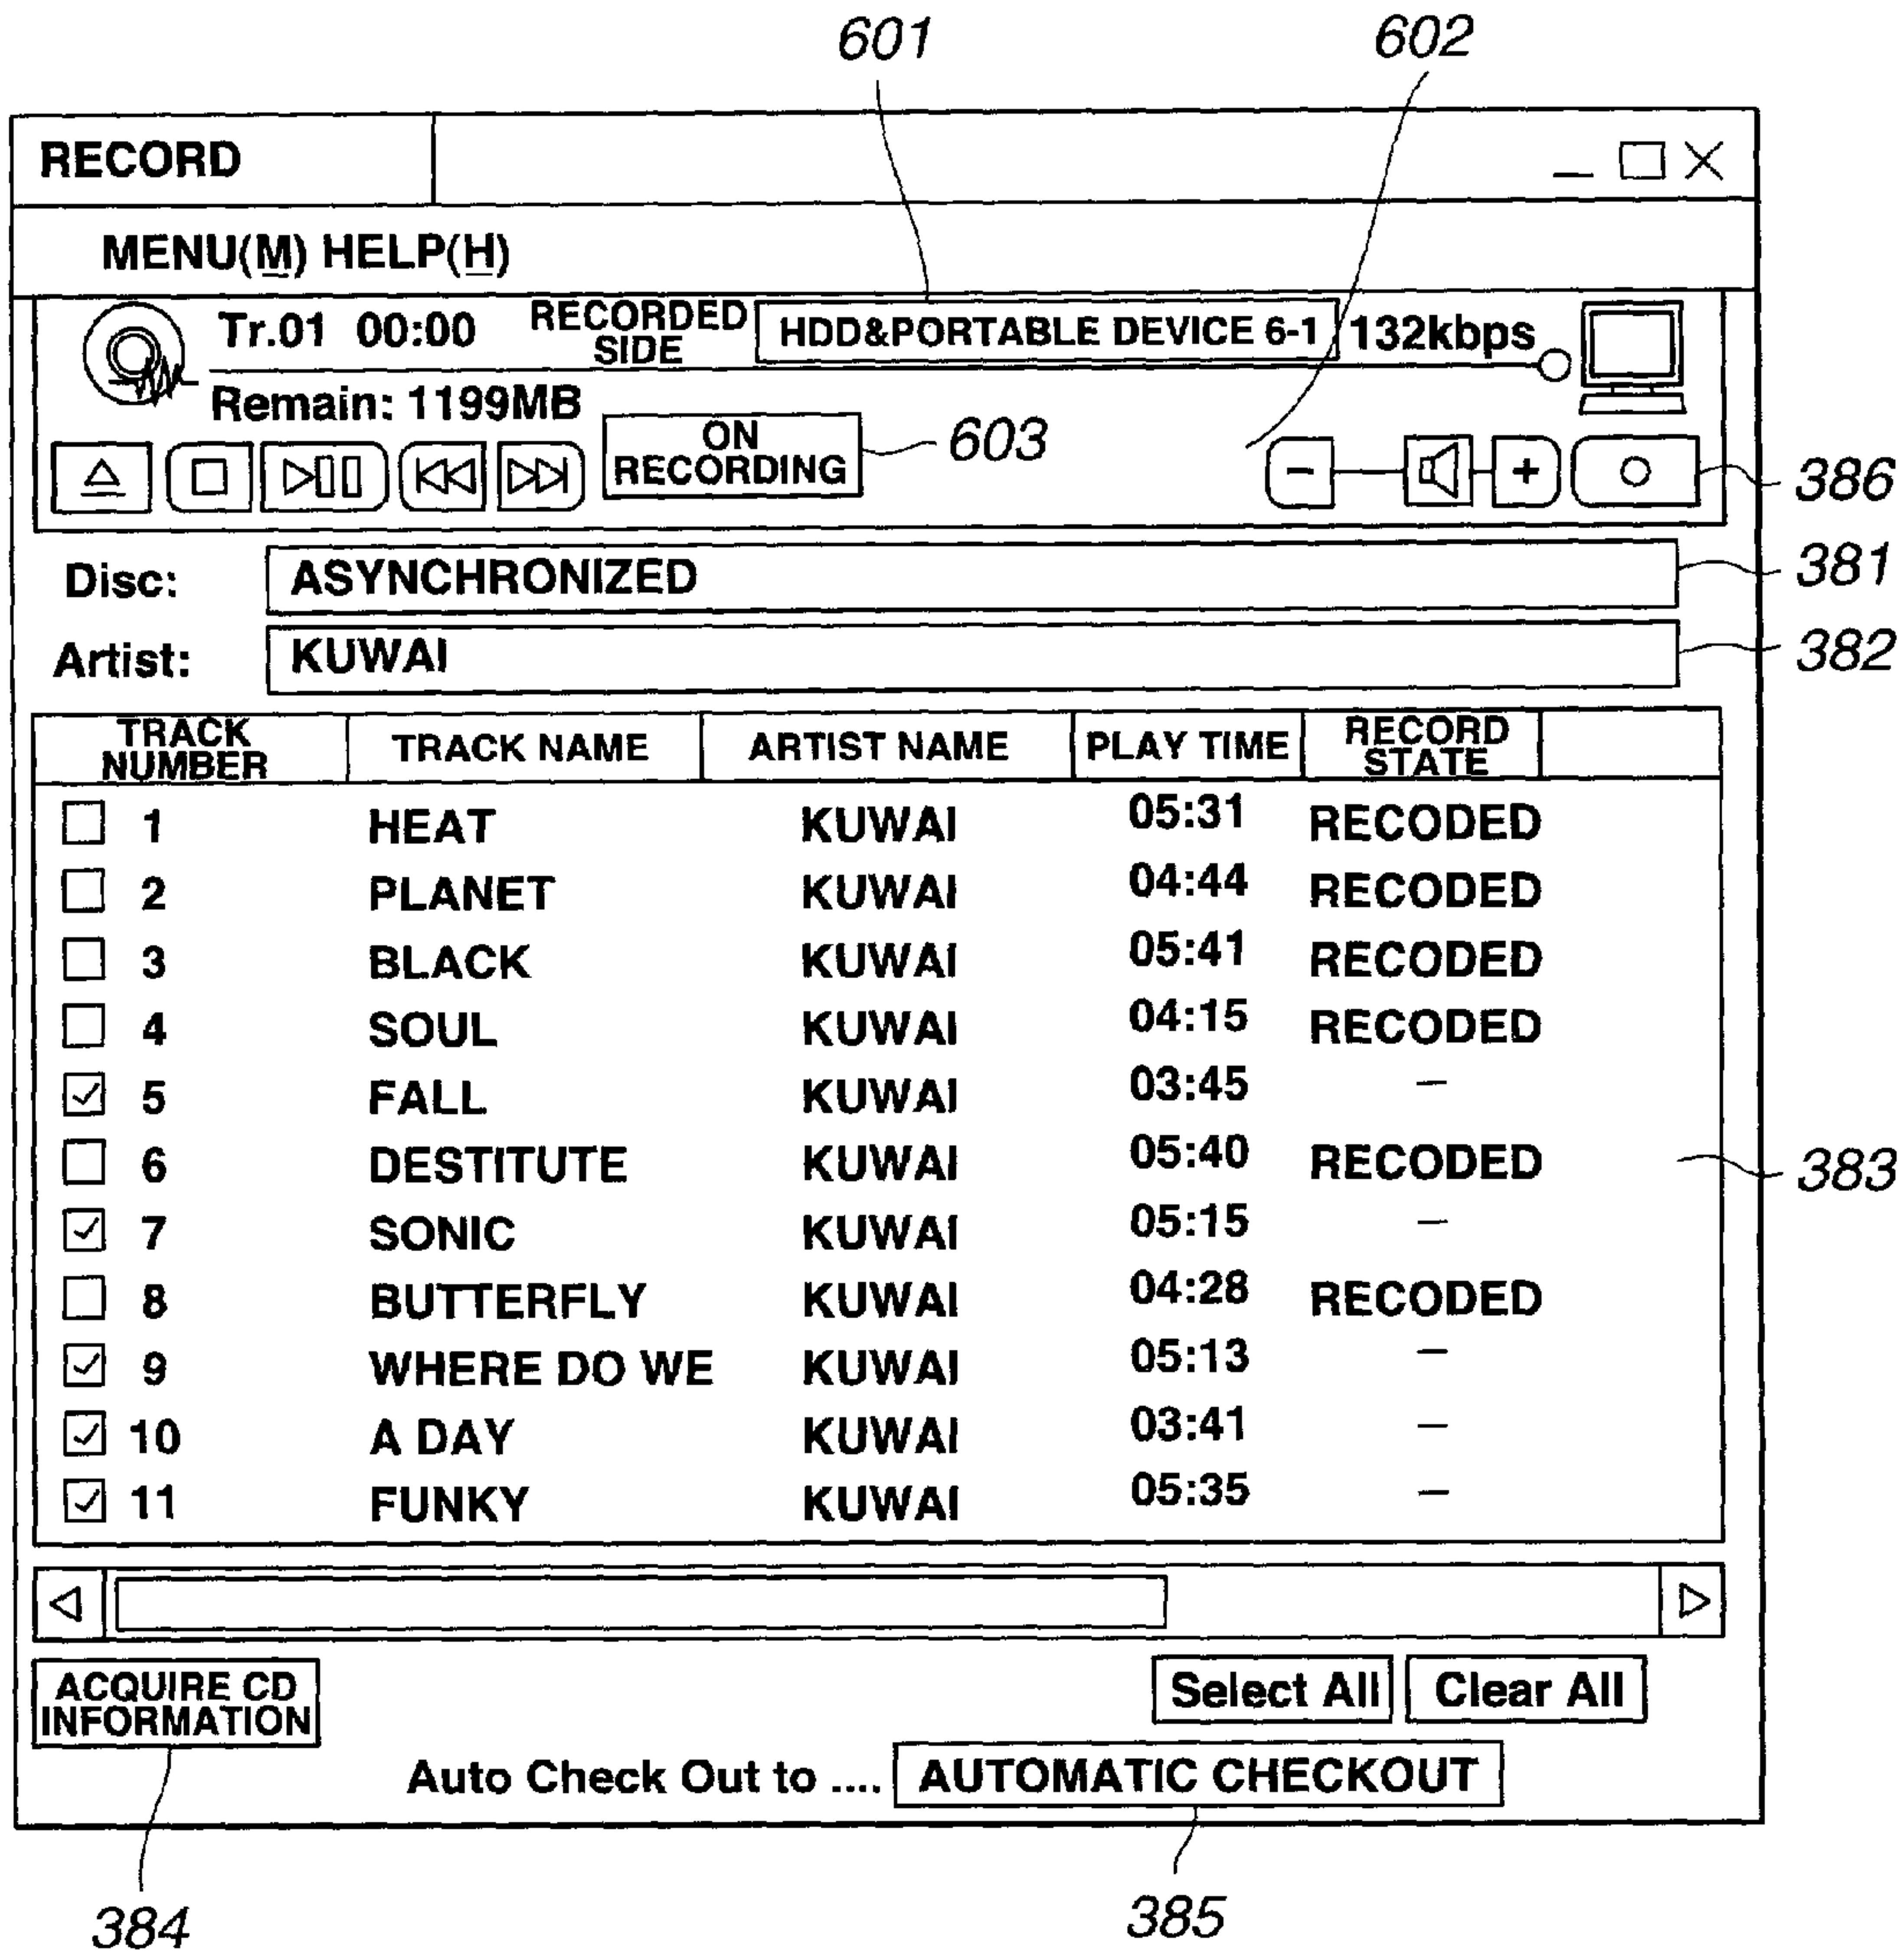 601 602
RECORD
MENU(M) HELP(H)
Tr.01 00:00 RECORDED SIDE HDD&PORTABLE DEVICE 6-1 132kbps
Remain: 1199MB
ON RECORDING 603
- + 386
Disc: ASYNCHRONIZED 381
Artist: KUWAI 382
TRACK NUMBER TRACK NAME ARTIST NAME PLAY TIME RECORD STATE
1 HEAT KUWAI 05:31 RECODED
2 PLANET KUWAI 04:44 RECODED
3 BLACK KUWAI 05:41 RECODED
4 SOUL KUWAI 04:15 RECODED
5 FALL KUWAI 03:45 –
6 DESTITUTE KUWAI 05:40 RECODED 383
7 SONIC KUWAI 05:15 –
8 BUTTERFLY KUWAI 04:28 RECODED
9 WHERE DO WE KUWAI 05:13 –
10 A DAY KUWAI 03:41 –
11 FUNKY KUWAI 05:35 –
ACQUIRE CD INFORMATION Select All Clear All
Auto Check Out to .... AUTOMATIC CHECKOUT
384 385